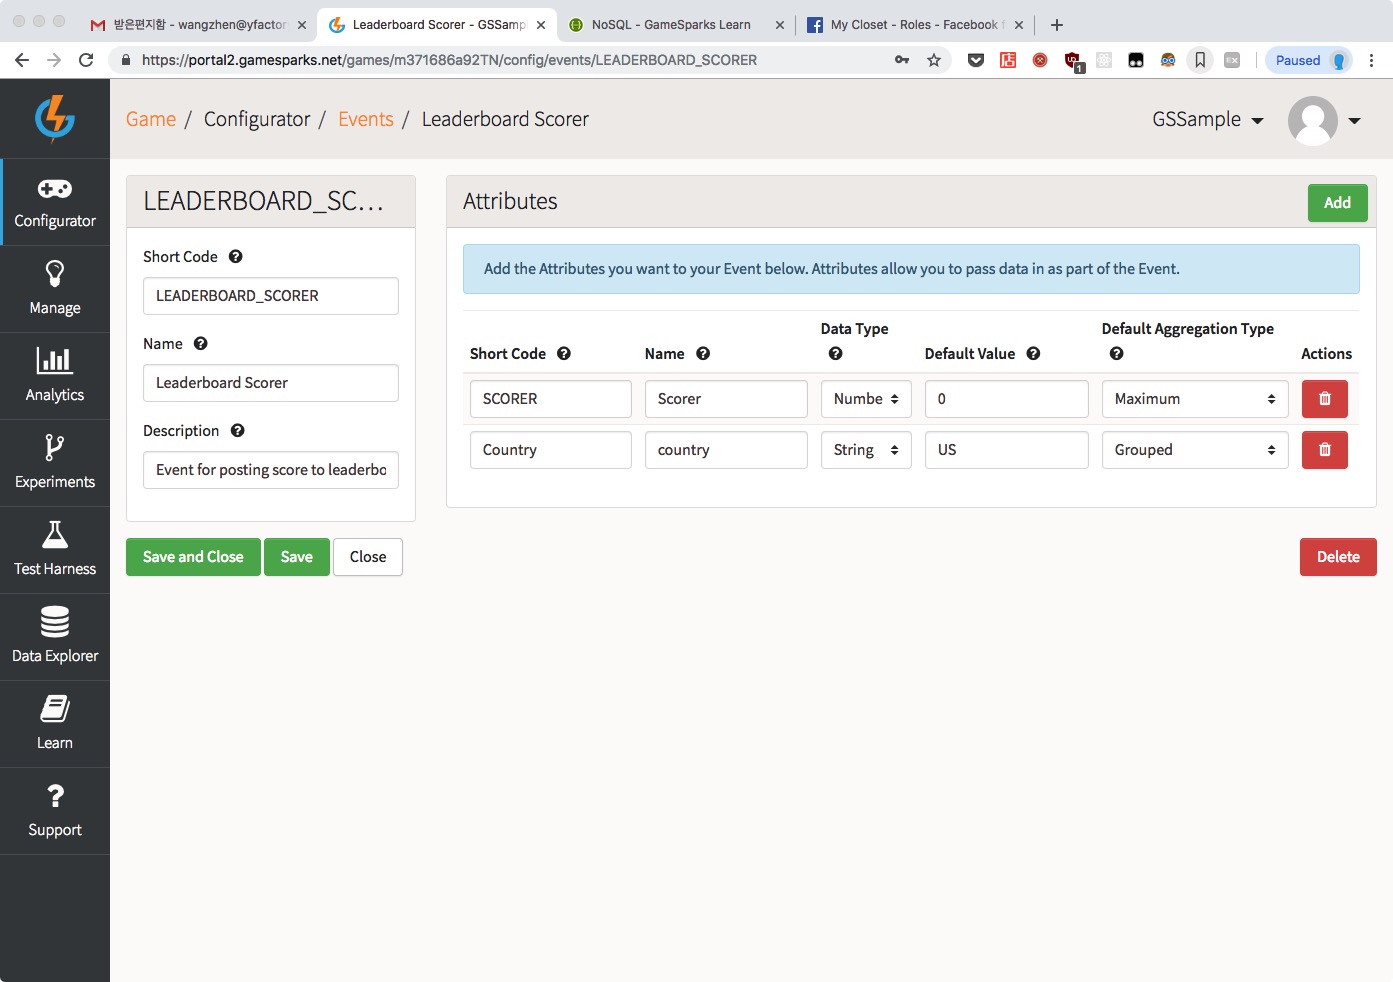 받은편지함 - wangzhen@yfactor
Leaderboard Scorer - GSSampl
NoSQL - GameSparks Learn
My Closet - Roles - Facebook f
https://portal2.gamesparks.net/games/m371686a92TN/config/events/LEADERBOARD_SCORER
1
EX
Paused
Game / Configurator / Events / Leaderboard Scorer
GSSample
Configurator
Manage
Analytics
Experiments
Test Harness
Data Explorer
Learn
Support
LEADERBOARD_SC...
Short Code
LEADERBOARD_SCORER
Name
Leaderboard Scorer
Description
Event for posting score to leaderbo
Save and Close
Save
Close
Attributes
Add
Add the Attributes you want to your Event below. Attributes allow you to pass data in as part of the Event.
Short Code Name Data Type Default Value Default Aggregation Type Actions
SCORER Scorer Numbe 0 Maximum
Country country String US Grouped
Delete